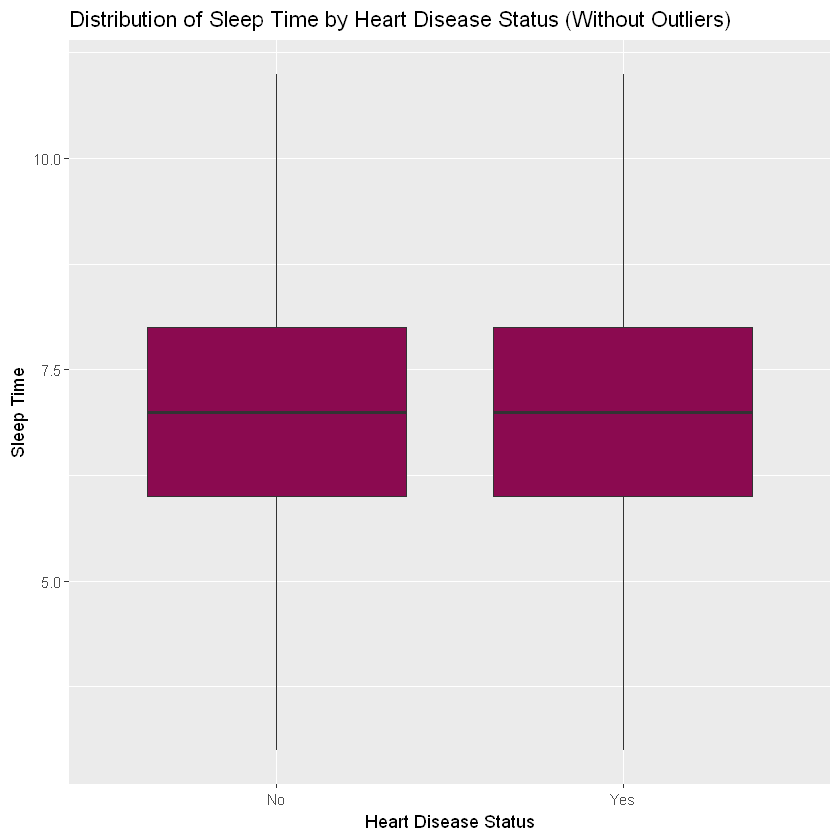 Distribution of Sleep Time by Heart Disease Status (Without Outliers)
10.0
7.5
5.0
Sleep Time
No
Yes
Heart Disease Status